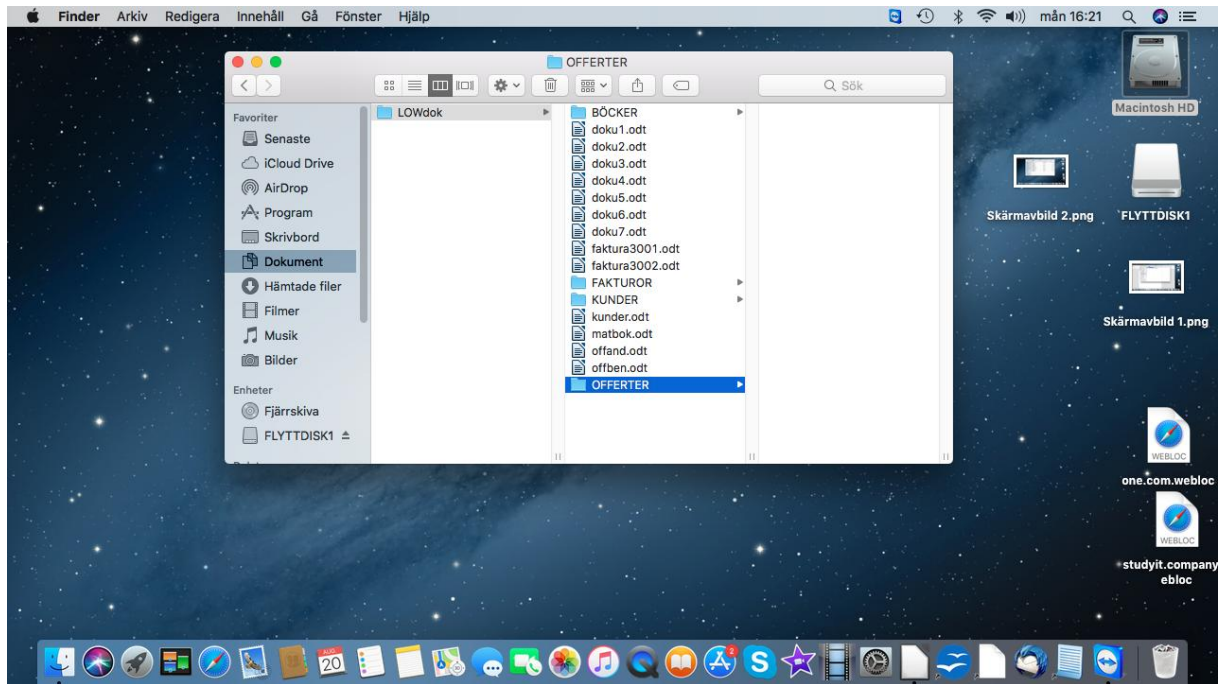 Finder Arkiv Redigera Innehåll Gå Fönster Hjälp mån 16:21
OFFERTER
Sök
Favoriter
Senaste
iCloud Drive
AirDrop
Program
Skrivbord
Dokument
Hämtade filer
Filmer
Musik
Bilder
Enheter
Fjärrskiva
FLYTTDISK1
LOWdok
BÖCKER
doku1.odt
doku2.odt
doku3.odt
doku4.odt
doku5.odt
doku6.odt
doku7.odt
faktura3001.odt
faktura3002.odt
FAKTUROR
KUNDER
kunder.odt
matbok.odt
offand.odt
offben.odt
OFFERTER
Macintosh HD
Skärmavbild 2.png
FLYTTDISK1
Skärmavbild 1.png
WEBLOC
one.com.webloc
WEBLOC
studyit.company
ebloc
AUG
20
2